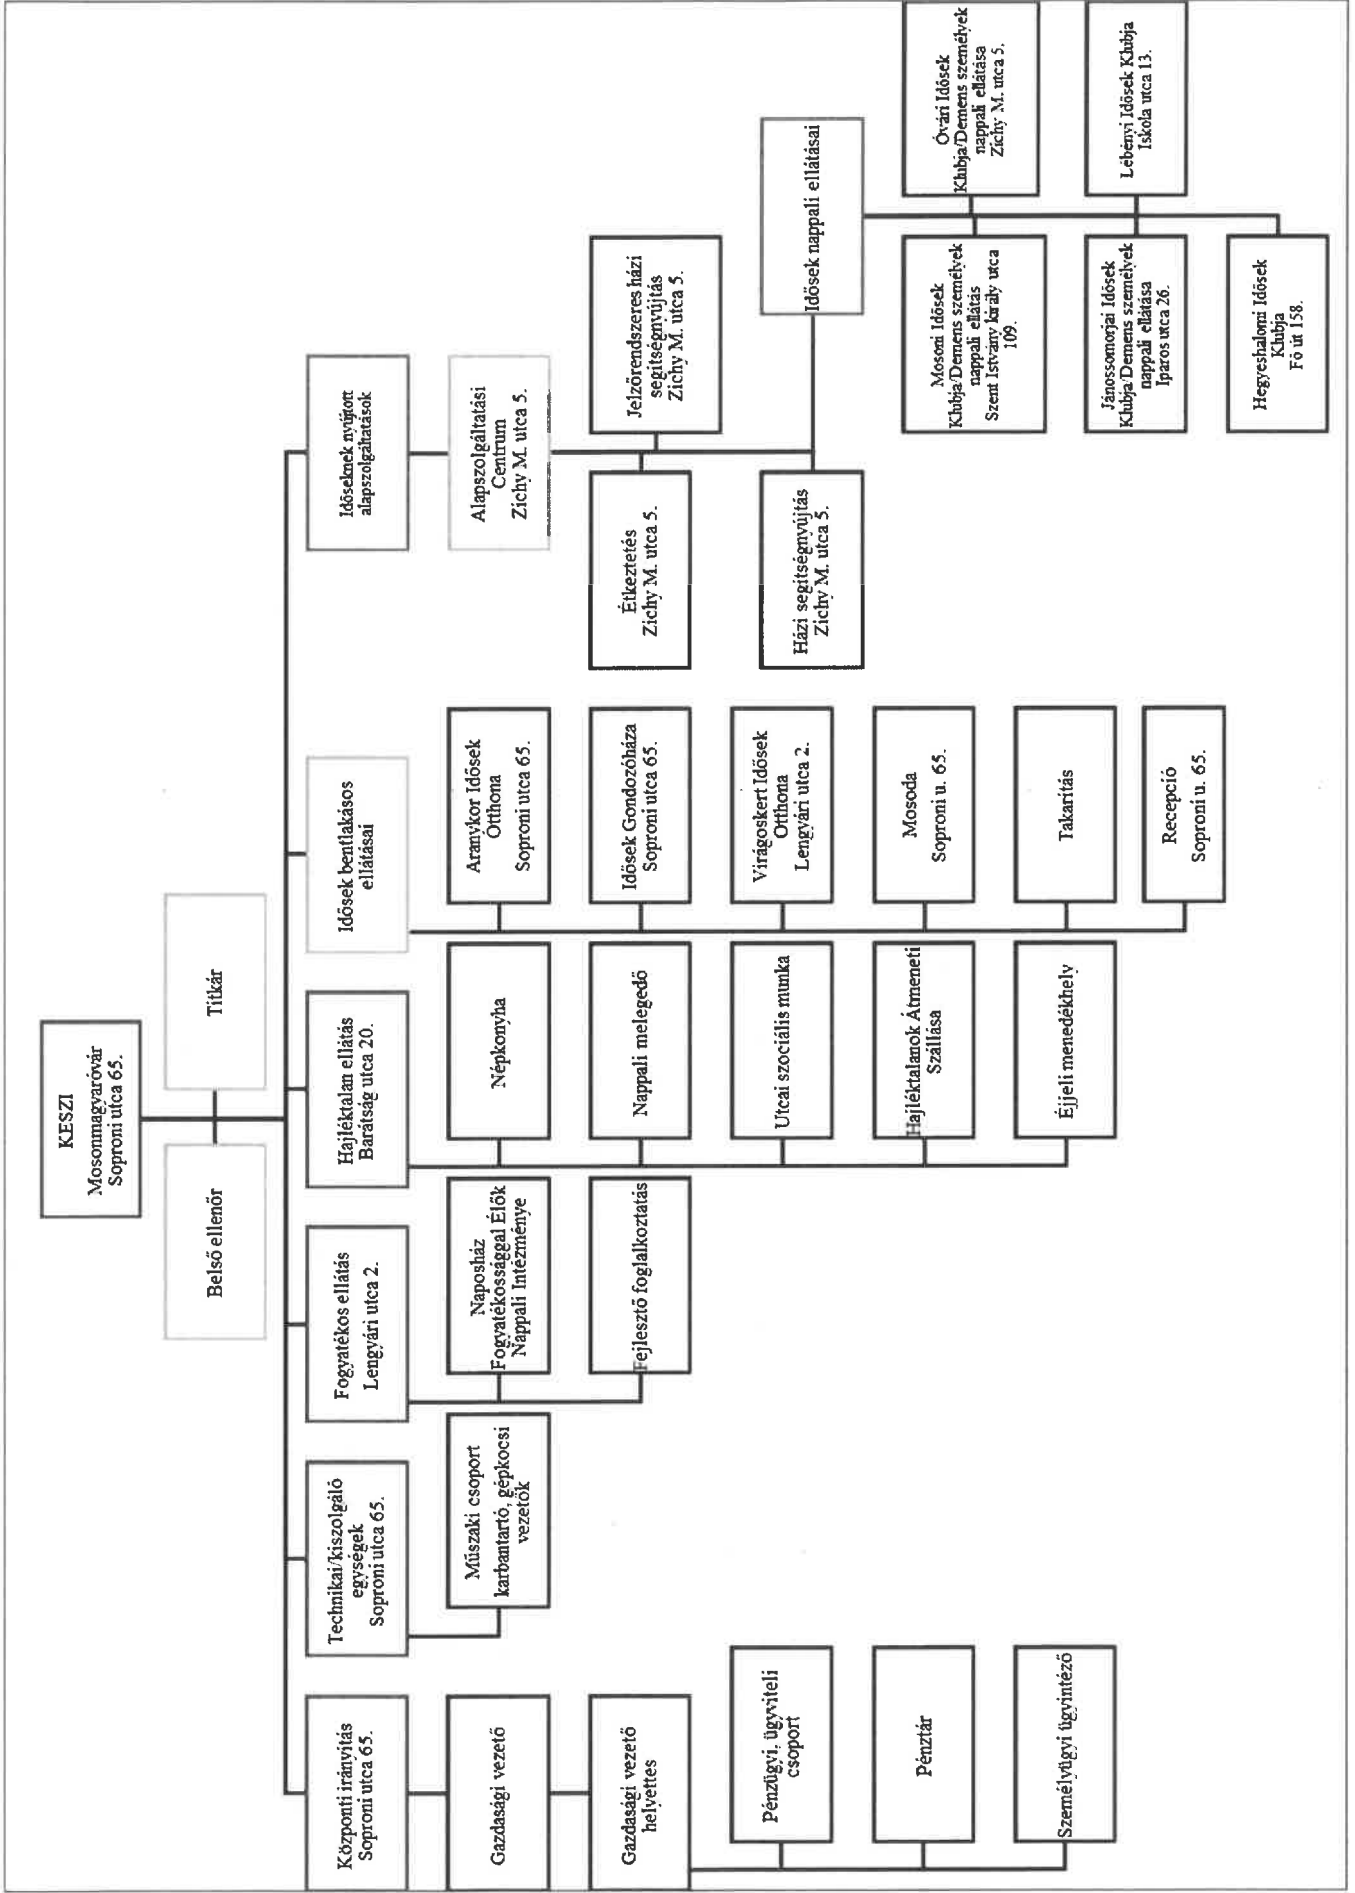 KESZI
Mosonmagyaróvár
Soproni utca 65.
Belső ellenőr
Titkár
Központi irányítás
Soproni utca 65.
Gazdasági vezető
Gazdasági vezető
helyettes
Pénzügyi, ügyviteli
csoport
Pénztár
Személyügyi ügyintéző
Technikai/kiszolgáló
egységek
Soproni utca 65.
Műszaki csoport
karbantartó, gépkocsi
vezetők
Fogyatékos ellátás
Lengyári utca 2.
Naposház
Fogyatékossággal Élők
Nappali Intézménye
Fejlesztő foglalkoztatás
Hajléktalan ellátás
Barátság utca 20.
Népkonyha
Nappali melegedő
Utcai szociális munka
Hajléktalanok Átmeneti
Szállása
Éjjeli menedékhely
Idősek bentlakásos
ellátásai
Aranykor Idősek
Otthona
Soproni utca 65.
Idősek Gondozóháza
Soproni utca 65.
Virágoskert Idősek
Otthona
Lengyári utca 2.
Mosoda
Soproni u. 65.
Takarítás
Recepció
Soproni u. 65.
Időseknek nyújtott
alapszolgáltatások
Alapszolgáltatási
Centrum
Zichy M. utca 5.
Étkeztetés
Zichy M. utca 5.
Jelzőrendszeres házi
segítségnyújtás
Zichy M. utca 5.
Házi segítségnyújtás
Zichy M. utca 5.
Idősek nappali ellátásai
Mosoni Idősek
Klubja/Demens személyek
nappali ellátás
Szent István király utca
109.
Óvári Idősek
Klubja/Demens személyek
nappali ellátása
Zichy M. utca 5.
Jánossomorjai Idősek
Klubja/Demens személyek
nappali ellátása
Iparos utca 26.
Lébényi Idősek Klubja
Iskola utca 13.
Hegyeshalomi Idősek
Klubja
Fő út 158.